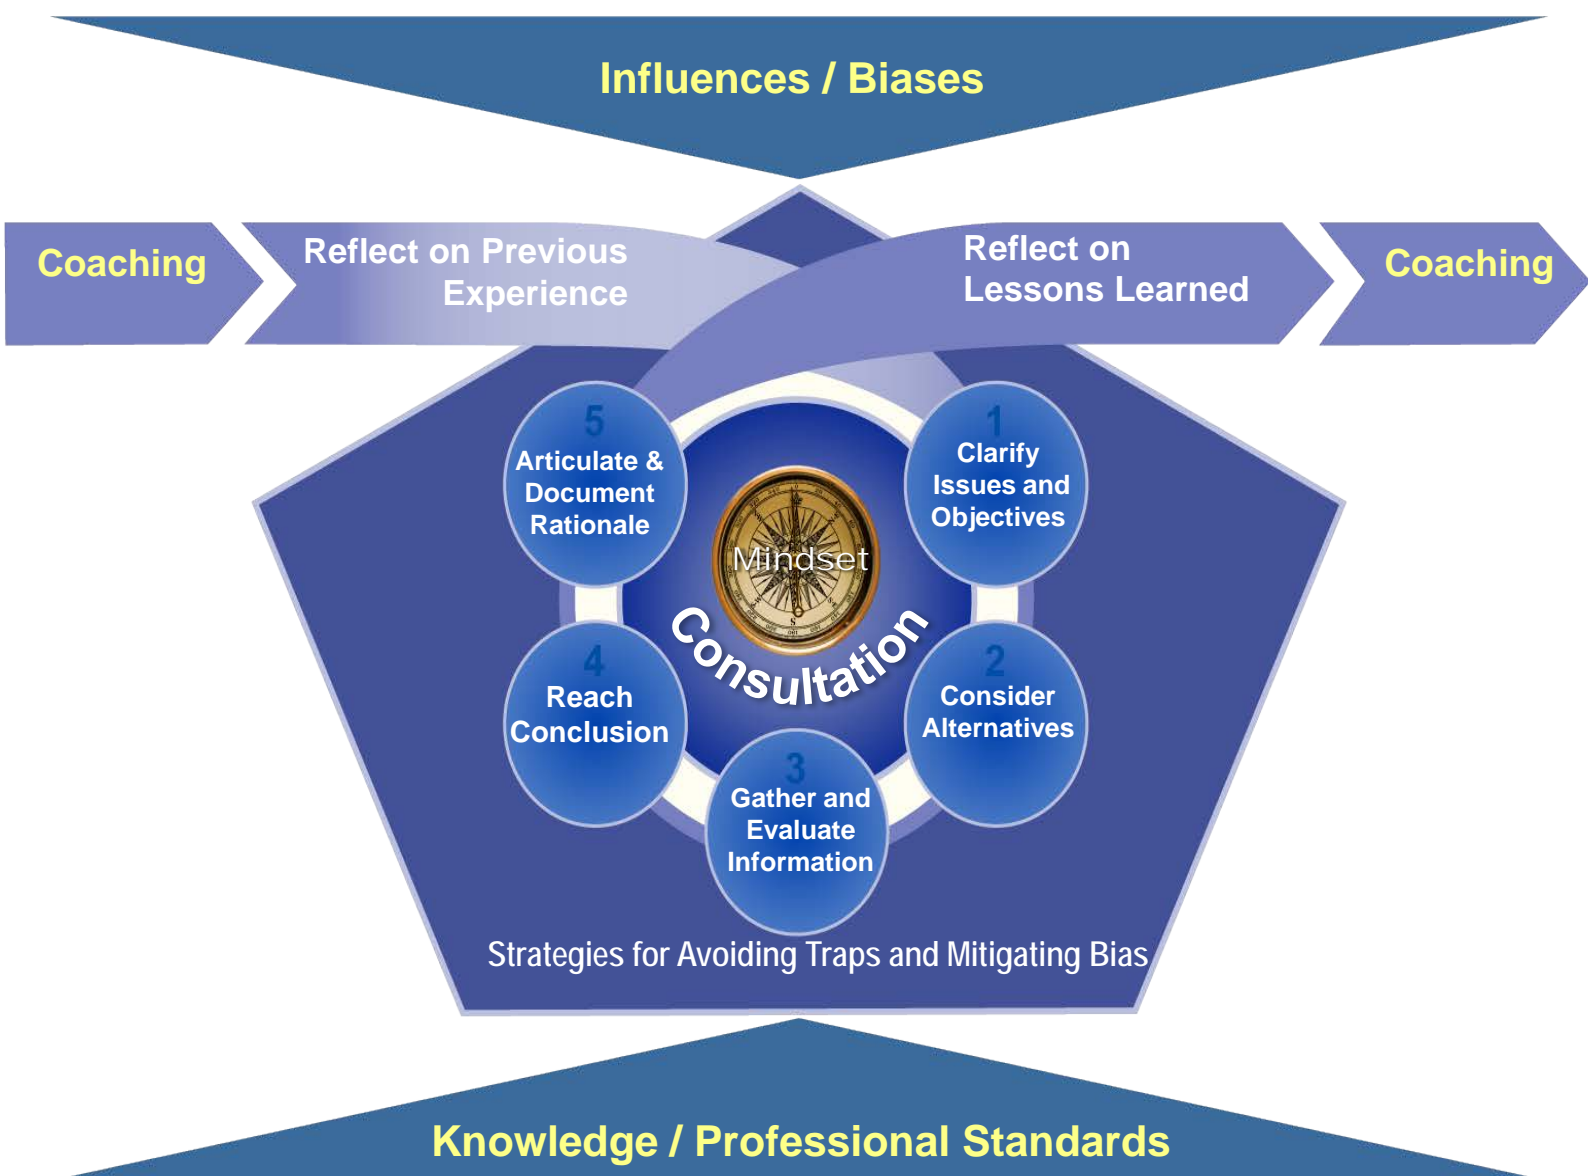 Influences / Biases
Coaching
Reflect on Previous
Experience
Reflect on
Lessons Learned
Coaching
1
Clarify
Issues and
Objectives
2
Consider
Alternatives
3
Gather and
Evaluate
Information
4
Reach
Conclusion
5
Articulate &
Document
Rationale
Mindset
Consultation
Strategies for Avoiding Traps and Mitigating Bias
Knowledge / Professional Standards